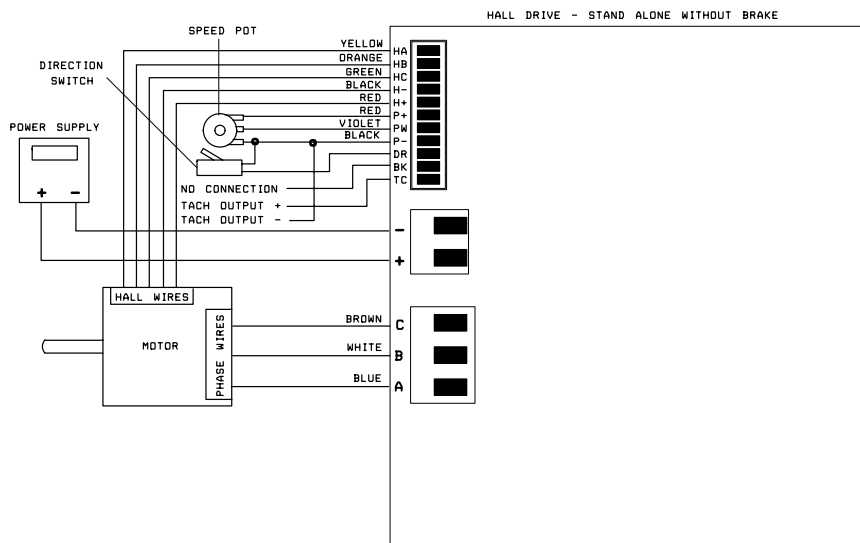 HALL DRIVE - STAND ALONE WITHOUT BRAKE
SPEED POT
DIRECTION
SWITCH
POWER SUPPLY
+ -
YELLOW HA
ORANGE HB
GREEN HC
BLACK H-
RED H+
RED P+
VIOLET PW
BLACK P-
DR
BK
TC
NO CONNECTION
TACH OUTPUT +
TACH OUTPUT -
-
+
HALL WIRES
MOTOR
PHASE WIRES
BROWN C
WHITE B
BLUE A